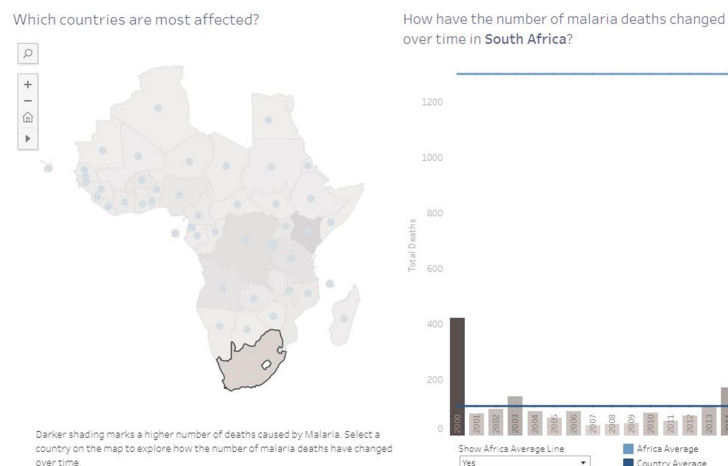 Which countries are most affected?
How have the number of malaria deaths changed
over time in South Africa?
1200
1000
800
600
400
200
0
Total Deaths
2000
2001
2002
2003
2004
2005
2006
2007
2008
2009
2010
2011
2012
2013
Darker shading marks a higher number of deaths caused by Malaria. Select a
country on the map to explore how the number of malaria deaths have changed
over time.
Show Africa Average Line
Yes
Africa Average
Country Average